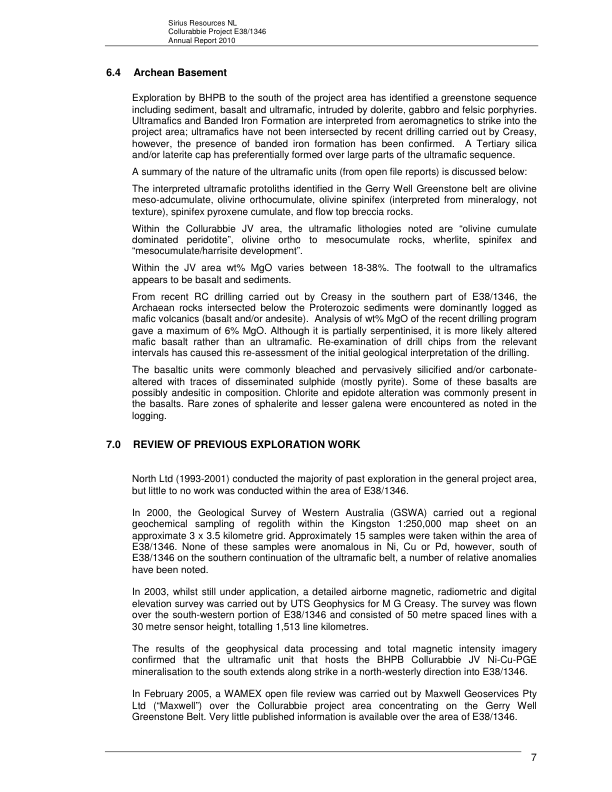 Sirius Resources NL
Collurabbie Project E38/1346
Annual Report 2010
6.4 Archean Basement
Exploration by BHPB to the south of the project area has identified a greenstone sequence
including sediment, basalt and ultramafic, intruded by dolerite, gabbro and felsic porphyries.
Ultramafics and Banded Iron Formation are interpreted from aeromagnetics to strike into the
project area; ultramafics have not been intersected by recent drilling carried out by Creasy,
however, the presence of banded iron formation has been confirmed. A Tertiary silica
and/or laterite cap has preferentially formed over large parts of the ultramafic sequence.
A summary of the nature of the ultramafic units (from open file reports) is discussed below:
The interpreted ultramafic protoliths identified in the Gerry Well Greenstone belt are olivine
meso-adcumulate, olivine orthocumulate, olivine spinifex (interpreted from mineralogy, not
texture), spinifex pyroxene cumulate, and flow top breccia rocks.
Within the Collurabbie JV area, the ultramafic lithologies noted are “olivine cumulate
dominated peridotite”, olivine ortho to mesocumulate rocks, wherlite, spinifex and
“mesocumulate/harrisite development”.
Within the JV area wt% MgO varies between 18-38%. The footwall to the ultramafics
appears to be basalt and sediments.
From recent RC drilling carried out by Creasy in the southern part of E38/1346, the
Archaean rocks intersected below the Proterozoic sediments were dominantly logged as
mafic volcanics (basalt and/or andesite). Analysis of wt% MgO of the recent drilling program
gave a maximum of 6% MgO. Although it is partially serpentinised, it is more likely altered
mafic basalt rather than an ultramafic. Re-examination of drill chips from the relevant
intervals has caused this re-assessment of the initial geological interpretation of the drilling.
The basaltic units were commonly bleached and pervasively silicified and/or carbonate-
altered with traces of disseminated sulphide (mostly pyrite). Some of these basalts are
possibly andesitic in composition. Chlorite and epidote alteration was commonly present in
the basalts. Rare zones of sphalerite and lesser galena were encountered as noted in the
logging.
7.0 REVIEW OF PREVIOUS EXPLORATION WORK
North Ltd (1993-2001) conducted the majority of past exploration in the general project area,
but little to no work was conducted within the area of E38/1346.
In 2000, the Geological Survey of Western Australia (GSWA) carried out a regional
geochemical sampling of regolith within the Kingston 1:250,000 map sheet on an
approximate 3 x 3.5 kilometre grid. Approximately 15 samples were taken within the area of
E38/1346. None of these samples were anomalous in Ni, Cu or Pd, however, south of
E38/1346 on the southern continuation of the ultramafic belt, a number of relative anomalies
have been noted.
In 2003, whilst still under application, a detailed airborne magnetic, radiometric and digital
elevation survey was carried out by UTS Geophysics for M G Creasy. The survey was flown
over the south-western portion of E38/1346 and consisted of 50 metre spaced lines with a
30 metre sensor height, totalling 1,513 line kilometres.
The results of the geophysical data processing and total magnetic intensity imagery
confirmed that the ultramafic unit that hosts the BHPB Collurabbie JV Ni-Cu-PGE
mineralisation to the south extends along strike in a north-westerly direction into E38/1346.
In February 2005, a WAMEX open file review was carried out by Maxwell Geoservices Pty
Ltd (“Maxwell”) over the Collurabbie project area concentrating on the Gerry Well
Greenstone Belt. Very little published information is available over the area of E38/1346.
7